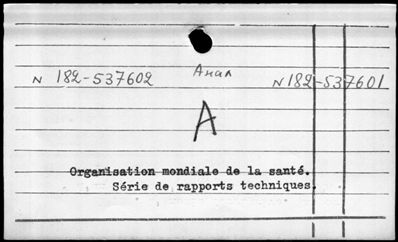 N 182-537602 Анал N 182-537601
A
Organisation mondiale de la santé.
Série de rapports techniques.